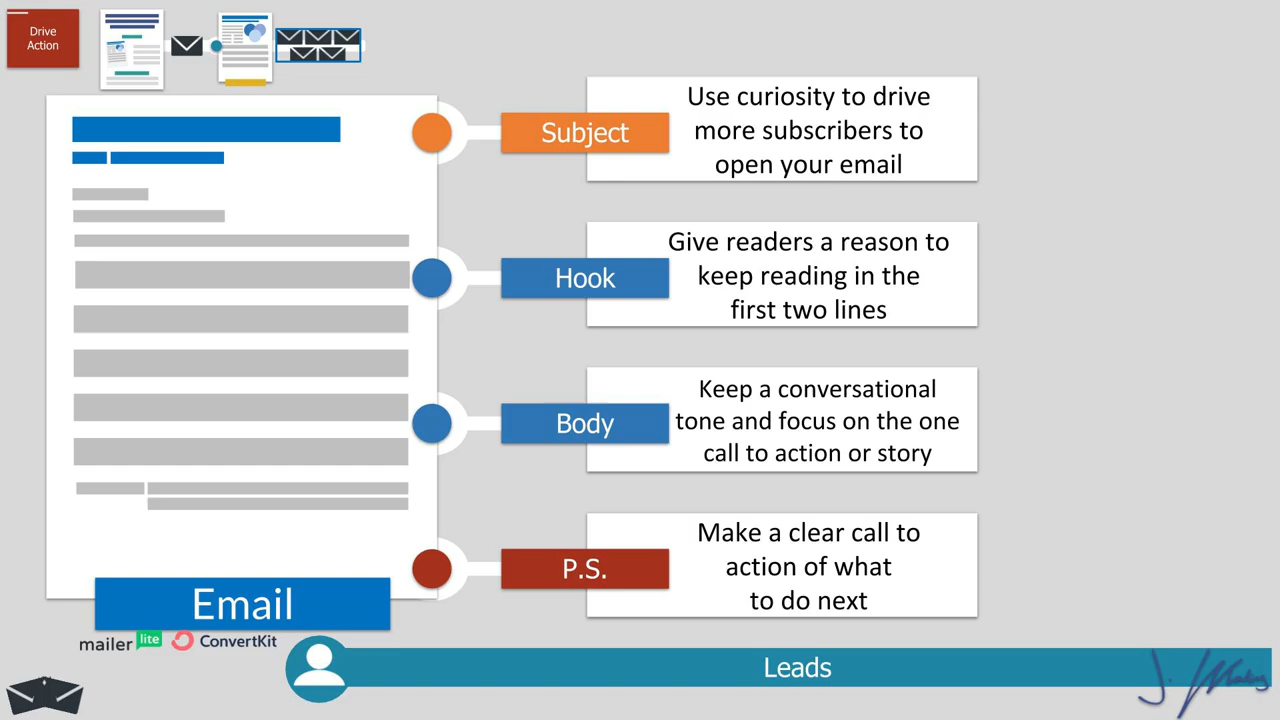 Drive
Action
Subject
Use curiosity to drive
more subscribers to
open your email
Hook
Give readers a reason to
keep reading in the
first two lines
Body
Keep a conversational
tone and focus on the one
call to action or story
P.S.
Make a clear call to
action of what
to do next
Email
mailer lite
ConvertKit
Leads